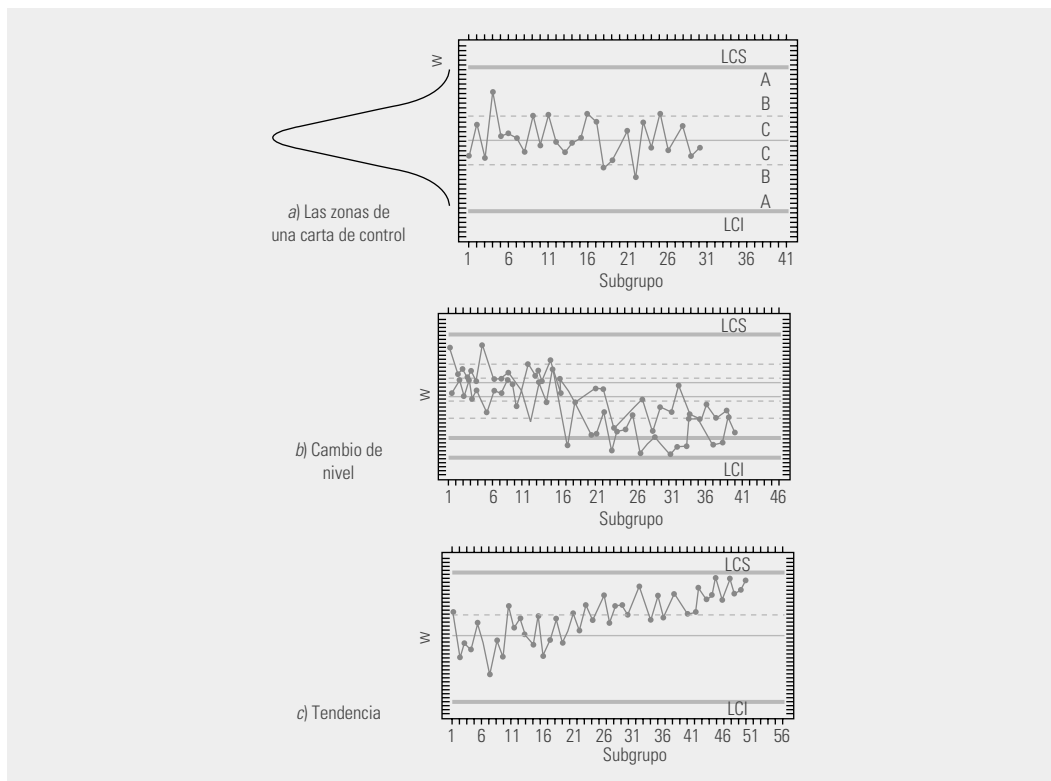 W
LCS
A
B
C
C
B
A
LCI
a) Las zonas de
una carta de control
1 6 11 16 21 26 31 36 41
Subgrupo
LCS
W
b) Cambio de
nivel
LCI
1 6 11 16 21 26 31 36 41 46
Subgrupo
LCS
W
c) Tendencia
LCI
1 6 11 16 21 26 31 36 41 46 51 56
Subgrupo